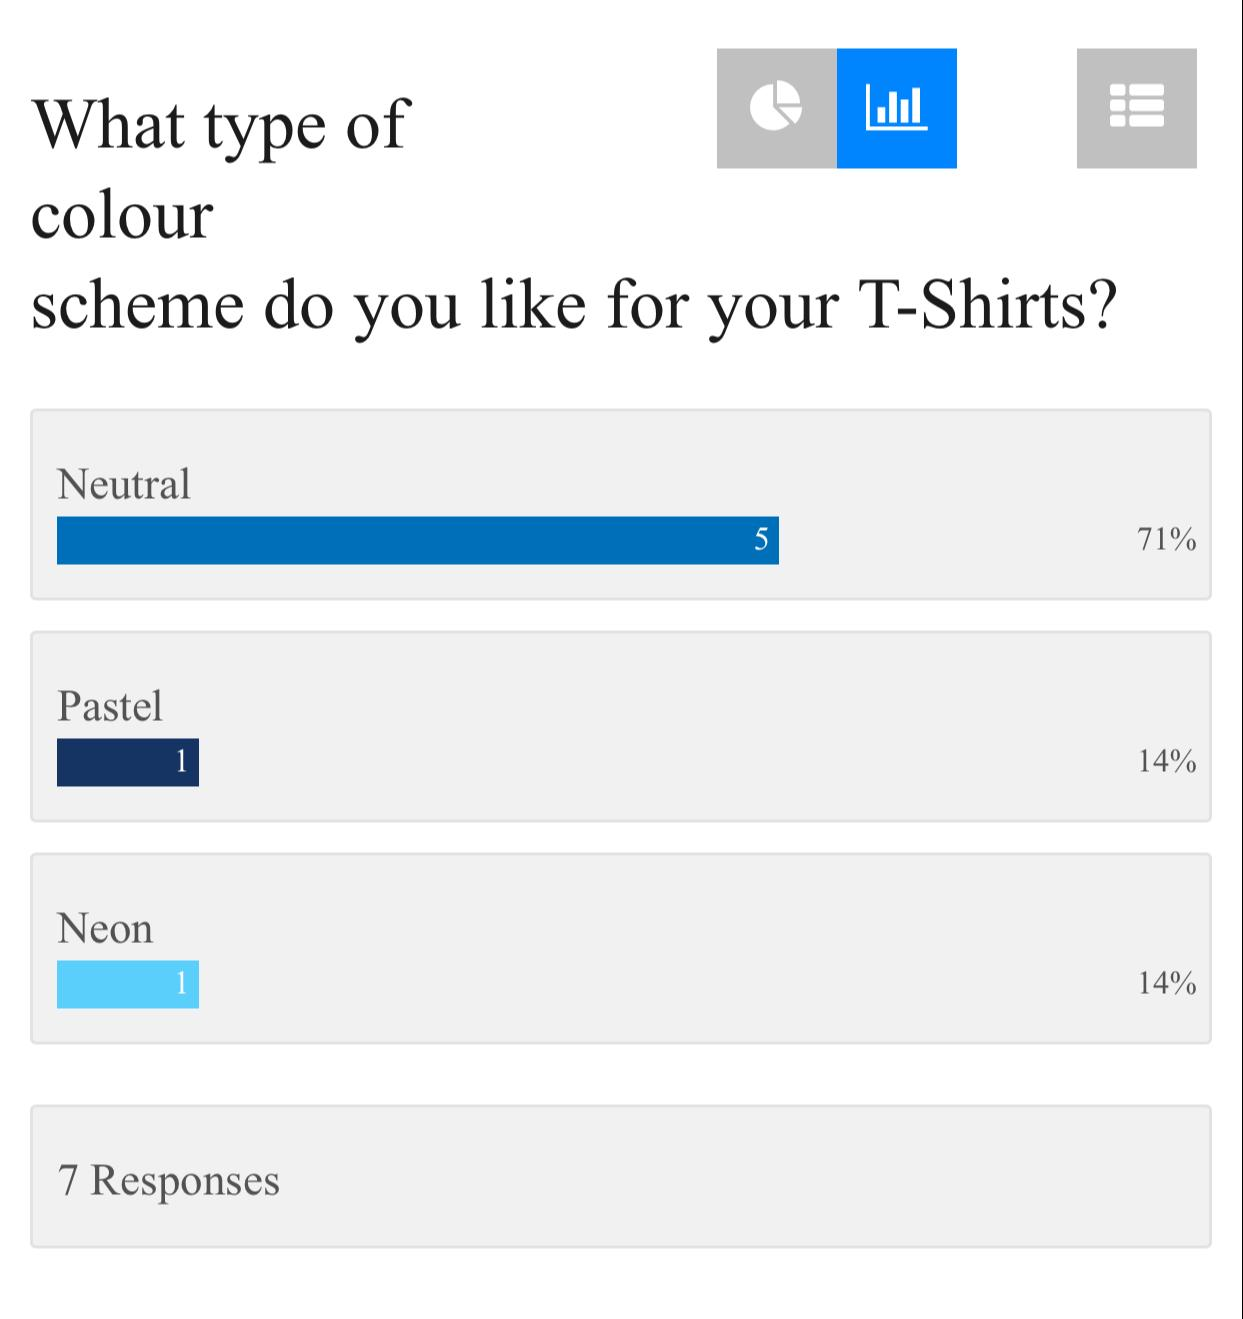 What type of
colour
scheme do you like for your T-Shirts?
Neutral
5 71%
Pastel
1 14%
Neon
1 14%
7 Responses